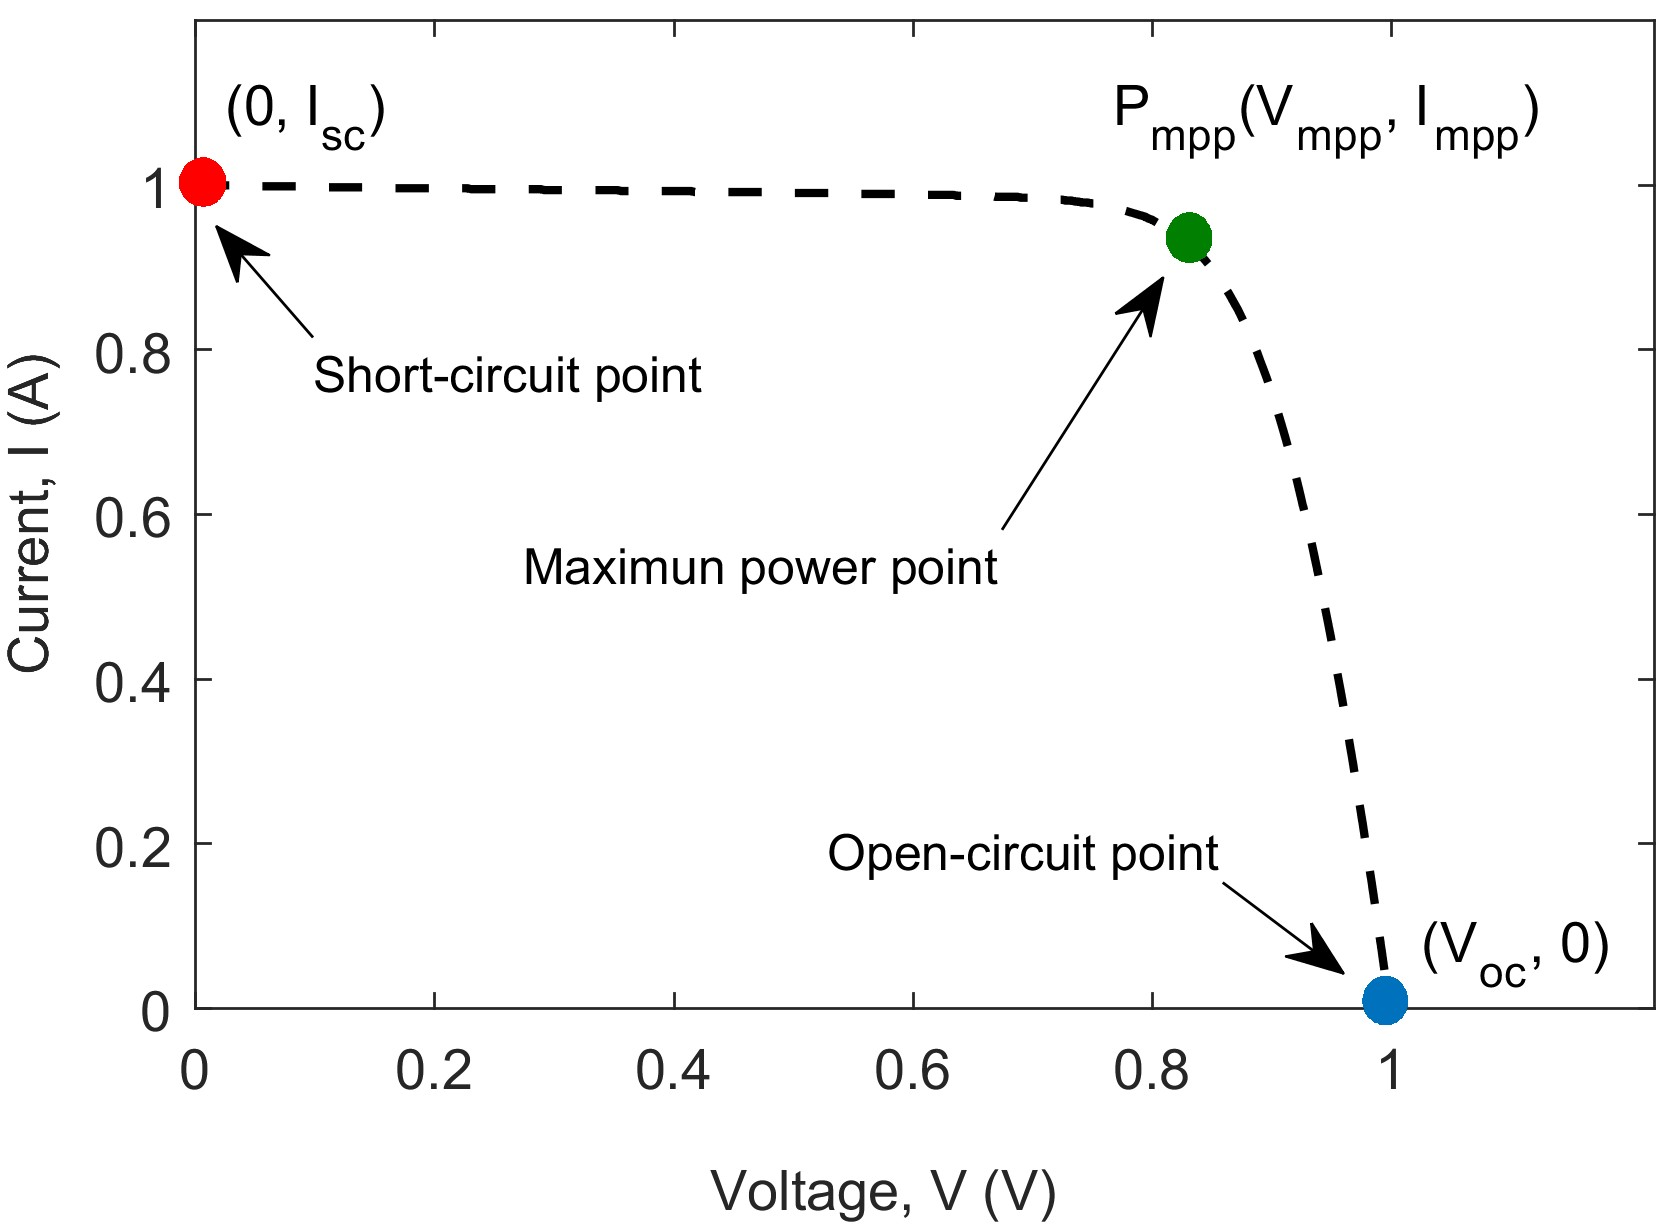 (0, Isc)
Pmpp(Vmpp, Impp)
1
Short-circuit point
0.8
Maximun power point
0.6
0.4
Open-circuit point
0.2
(Voc, 0)
0
0 0.2 0.4 0.6 0.8 1
Current, I (A)
Voltage, V (V)